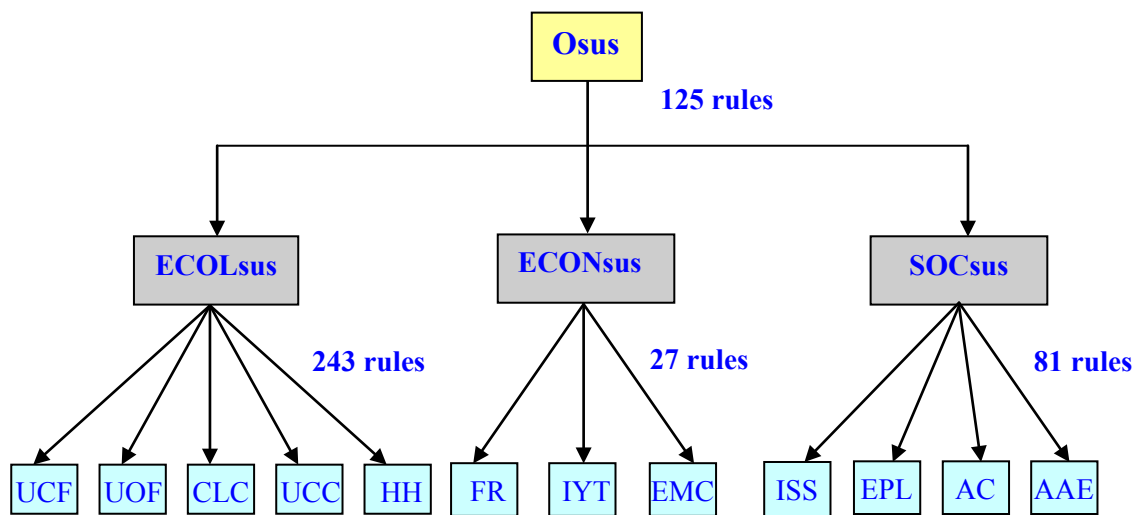 Osus
125 rules
ECOLsus
ECONsus
SOCsus
243 rules
27 rules
81 rules
UCF
UOF
CLC
UCC
HH
FR
IYT
EMC
ISS
EPL
AC
AAE